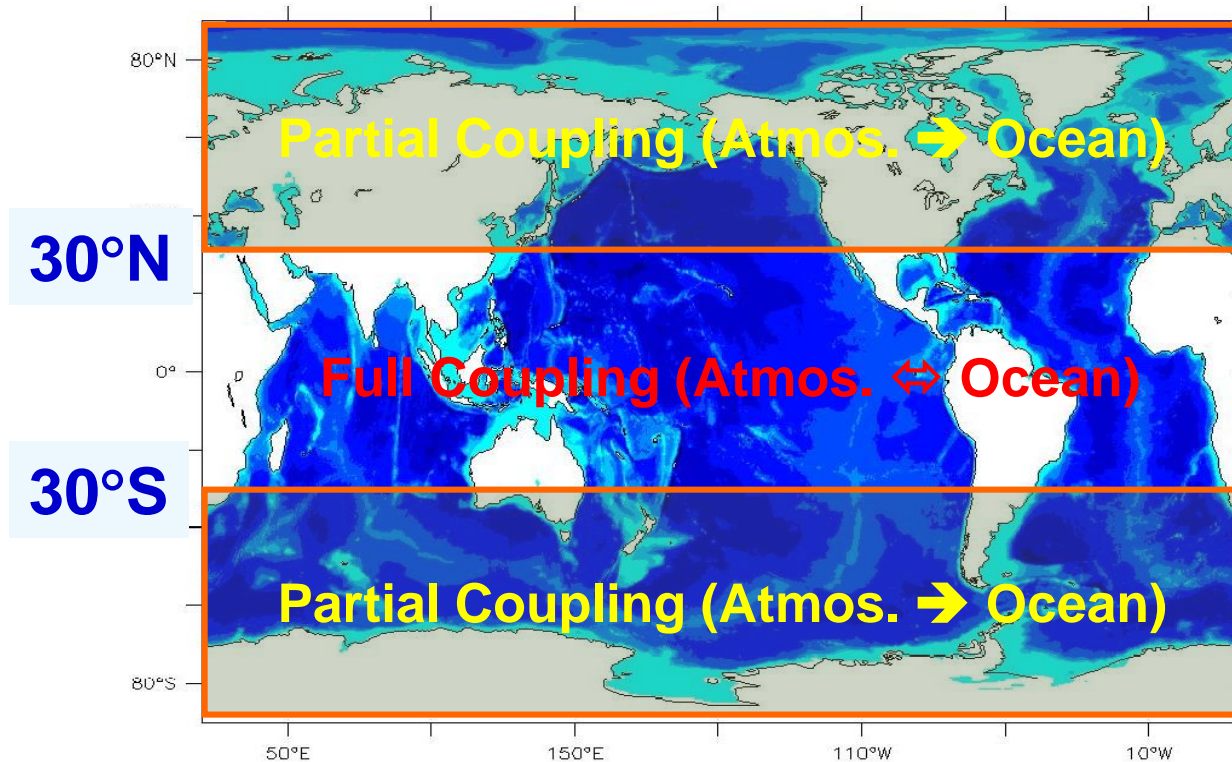 80°N
Partial Coupling (Atmos. ➔ Ocean)
30°N
0°
Full Coupling (Atmos. ⇔ Ocean)
30°S
Partial Coupling (Atmos. ➔ Ocean)
80°S
50°E 150°E 110°W 10°W